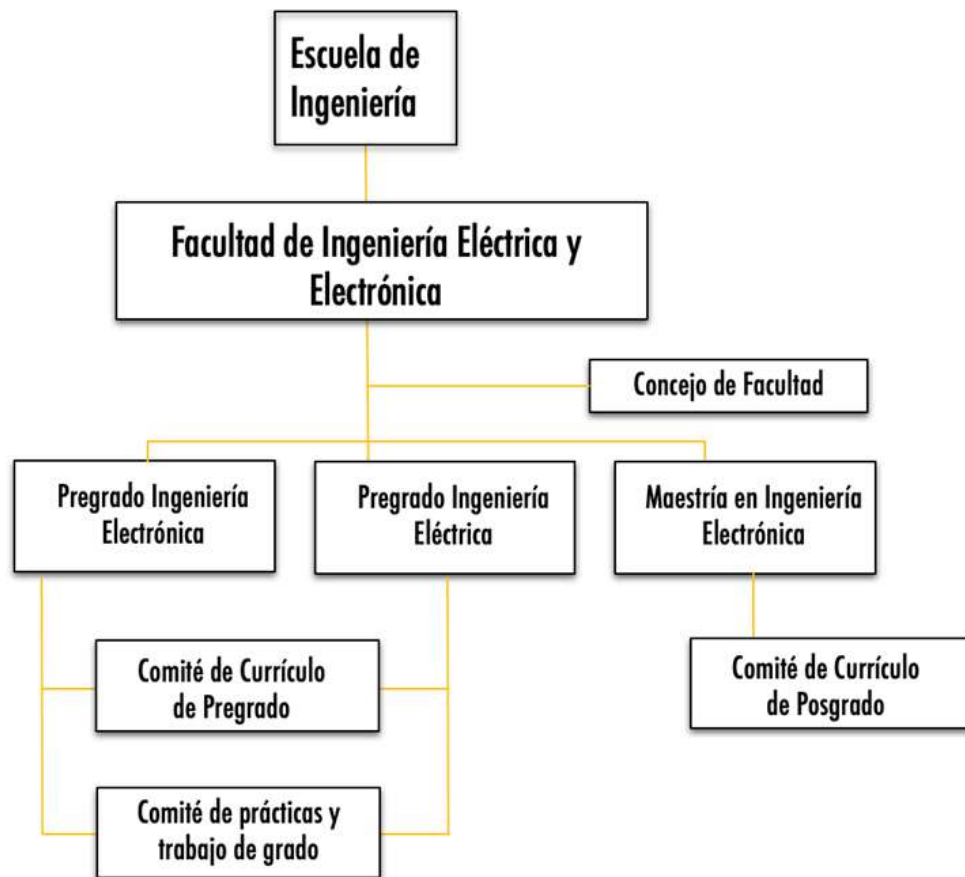 Escuela de
Ingeniería
Facultad de Ingeniería Eléctrica y
Electrónica
Concejo de Facultad
Pregrado Ingeniería
Electrónica
Pregrado Ingeniería
Eléctrica
Maestría en Ingeniería
Electrónica
Comité de Currículo
de Pregrado
Comité de Currículo
de Posgrado
Comité de prácticas y
trabajo de grado